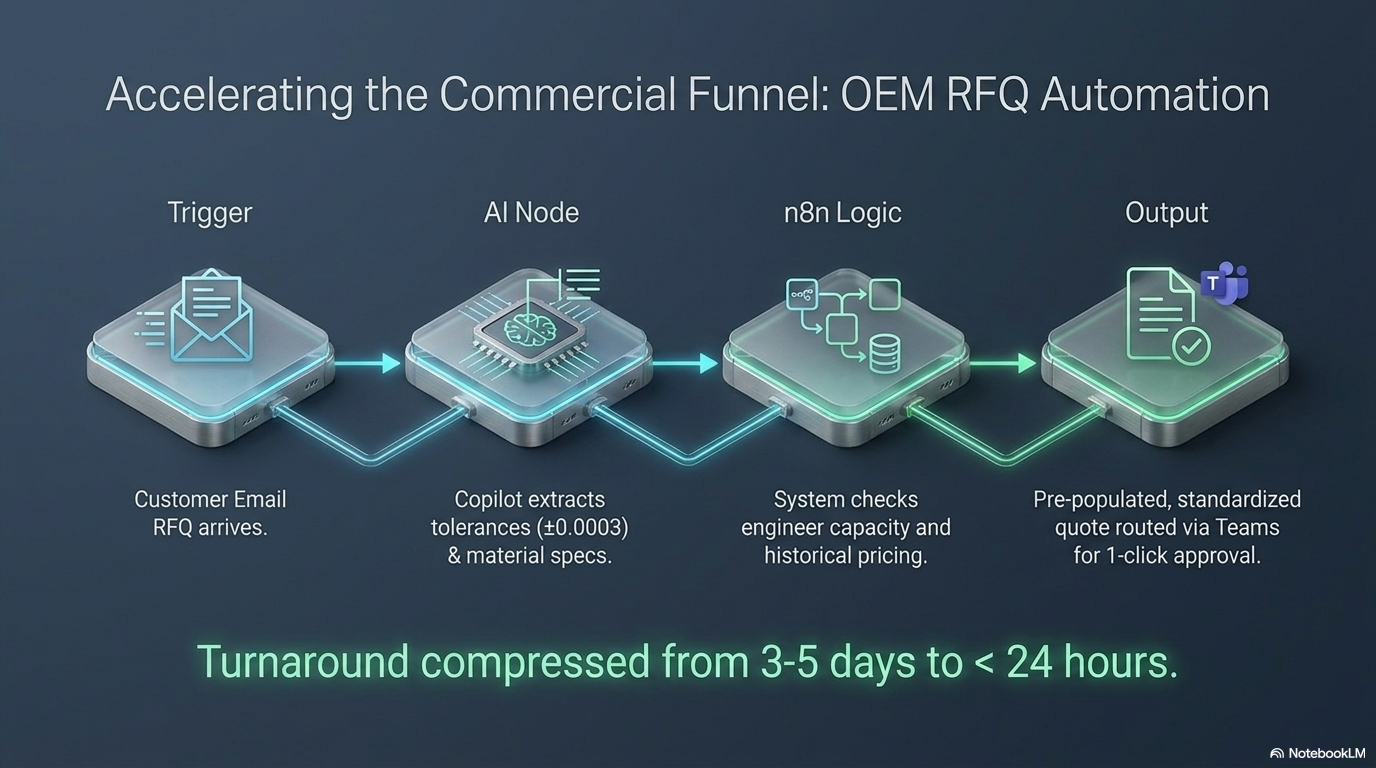 Accelerating the Commercial Funnel: OEM RFQ Automation
Trigger
AI Node
n8n Logic
Output
T
Customer Email
RFQ arrives.
Copilot extracts
tolerances (±0.0003)
& material specs.
System checks
engineer capacity and
historical pricing.
Pre-populated, standardized
quote routed via Teams
for 1-click approval.
Turnaround compressed from 3-5 days to < 24 hours.
NotebookLM